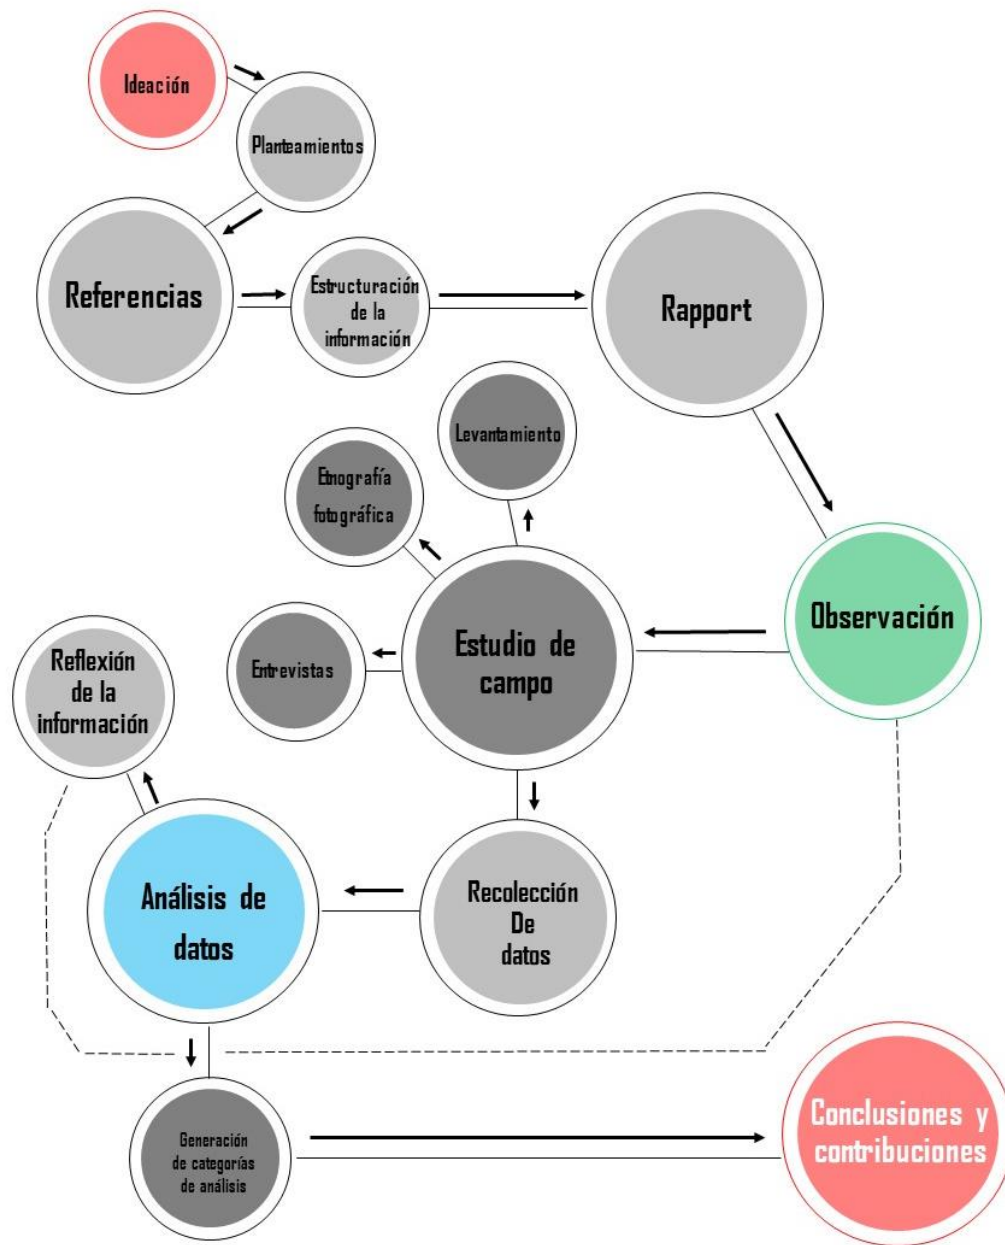 Ideación
Planteamientos
Referencias
Estructuración
de la
información
Rapport
Levantamiento
Etnografía
fotográfica
Observación
Estudio de
campo
Entrevistas
Reflexión
de la
información
Análisis de
datos
Recolección
De
datos
Generación
de categorías
de análisis
Conclusiones y
contribuciones